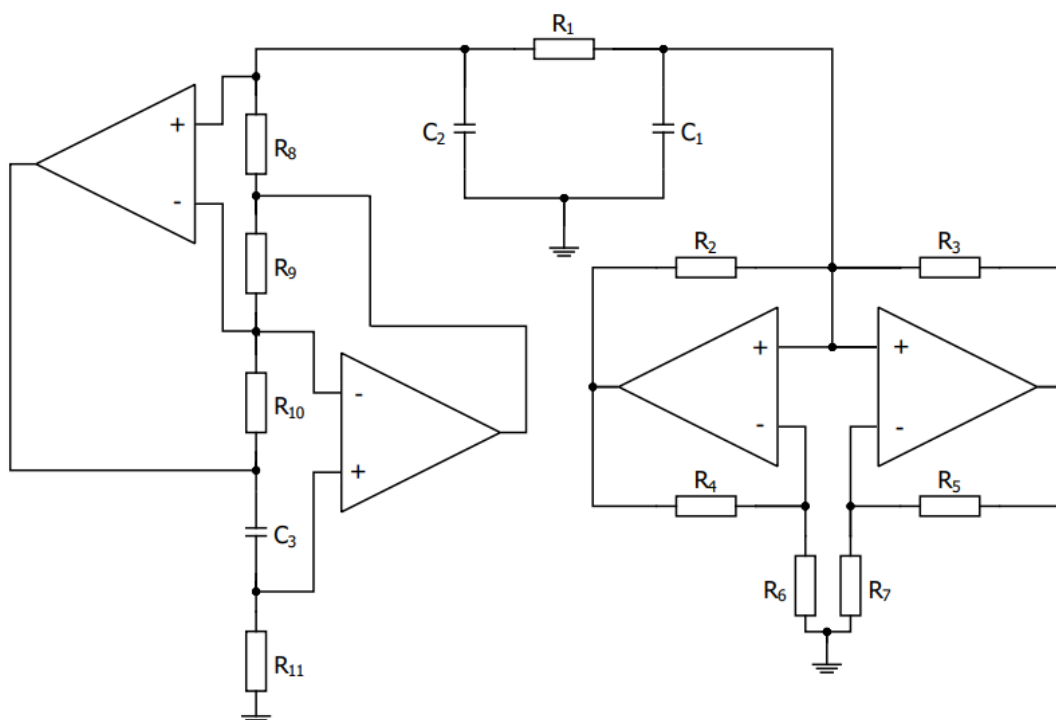 R1
+
R8
C2
C1
-
R9
R2
R3
+
+
R10
-
-
-
+
R4
R5
C3
R6
R7
R11